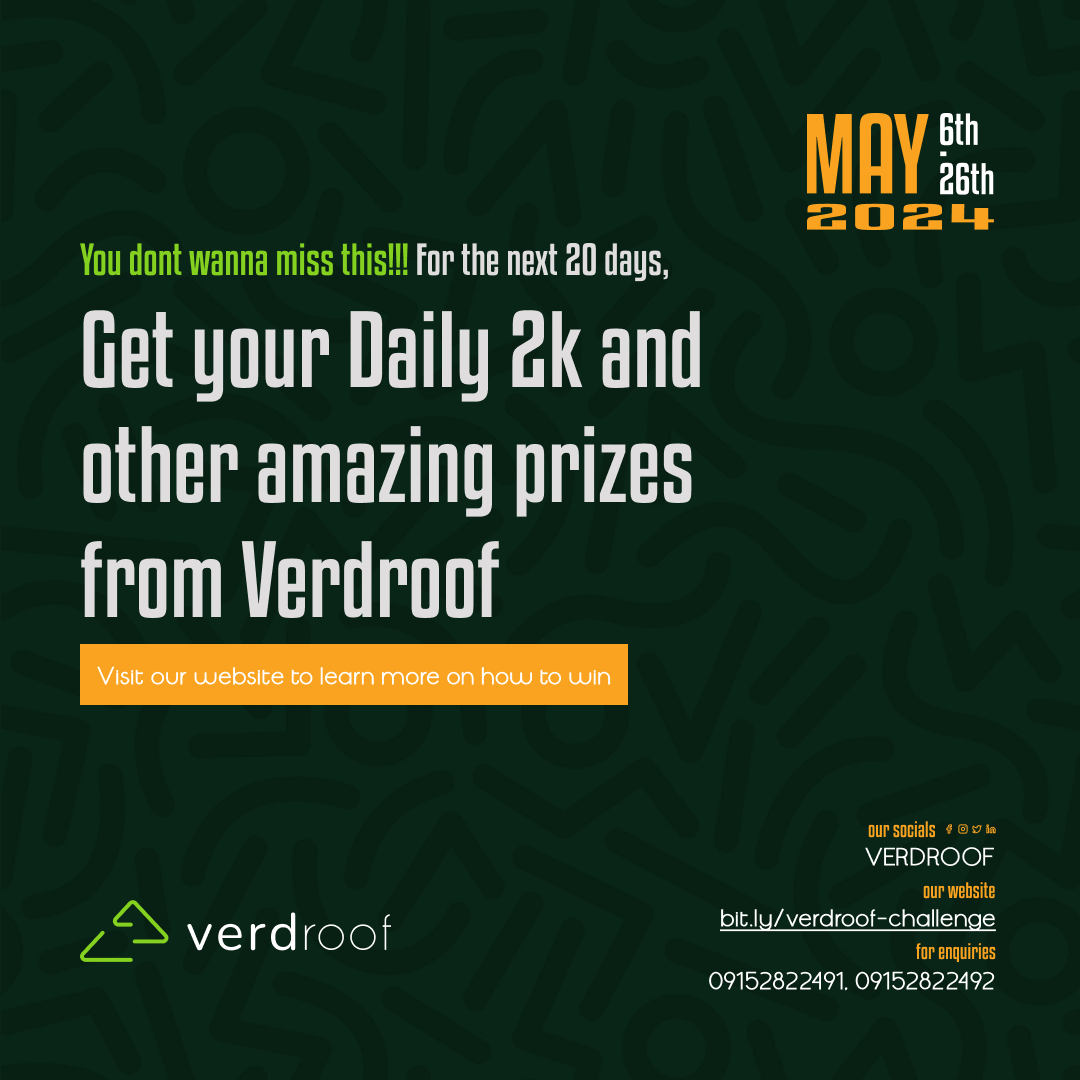 MAY 6th
-
26th
2024
You dont wanna miss this!!! For the next 20 days,
Get your Daily 2k and
other amazing prizes
from Verdroof
Visit our website to learn more on how to win
our socials
VERDROOF
our website
bit.ly/verdroof-challenge
for enquiries
09152822491, 09152822492
verdroof